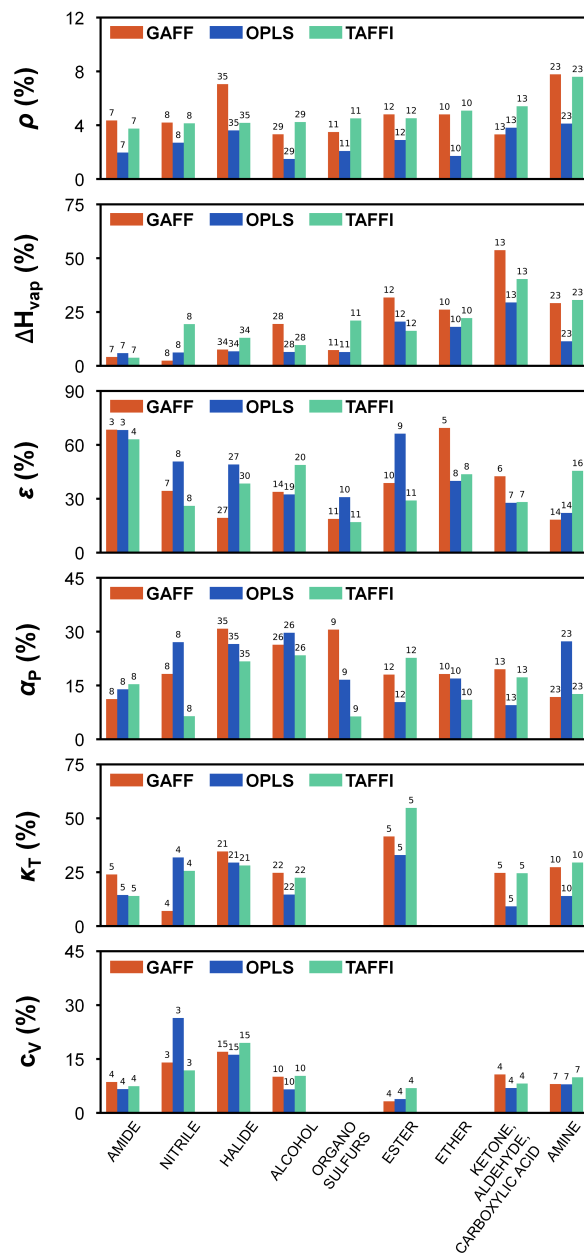 12
GAFF OPLS TAFFI
8
4
0
ρ (%)
7 7 7 8 8 8 35 35 35 29 29 29 11 11 11 12 12 12 10 10 10 13 13 13 23 23 23
75
GAFF OPLS TAFFI
50
25
0
ΔHvap (%)
7 7 7 8 8 8 34 34 34 28 28 28 11 11 11 12 12 12 10 10 10 13 13 13 23 23 23
90
GAFF OPLS TAFFI
60
30
0
ε (%)
3 3 4 7 8 8 27 27 30 14 19 20 11 10 11 10 9 11 5 8 8 6 7 7 14 14 16
45
GAFF OPLS TAFFI
30
15
0
αP (%)
8 8 8 8 8 8 35 35 35 26 26 26 9 9 9 12 12 12 10 10 10 13 13 13 23 23 23
75
GAFF OPLS TAFFI
50
25
0
κT (%)
5 5 5 4 4 4 21 21 21 22 22 22 5 5 5 5 5 5 10 10 10
45
GAFF OPLS TAFFI
30
15
0
cV (%)
4 4 4 3 3 3 15 15 15 10 10 10 4 4 4 4 4 4 7 7 7
AMIDE
NITRILE
HALIDE
ALCOHOL
ORGANO
SULFURS
ESTER
ETHER
KETONE,
ALDEHYDE,
CARBOXYLIC ACID
AMINE